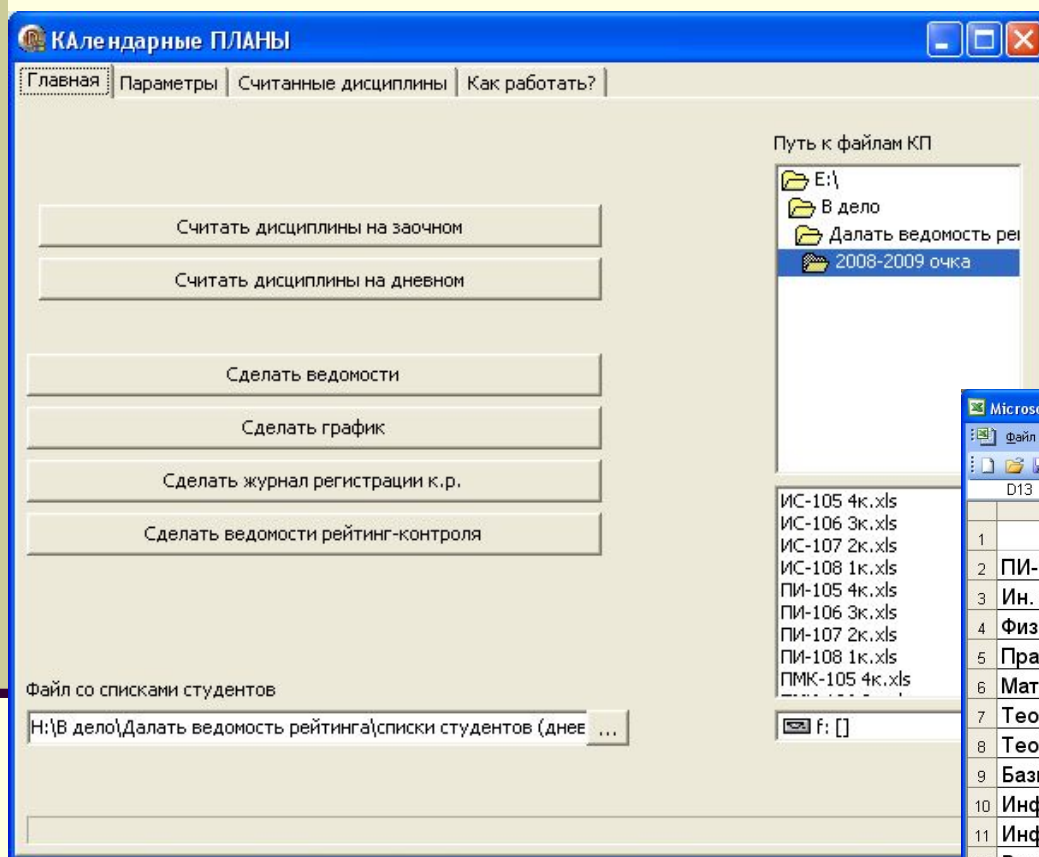 КАлендарные ПЛАНЫ
Главная Параметры Считанные дисциплины Как работать?
Путь к файлам КП
E:\
В дело
Далать ведомость
2008-2009 очка
Считать дисциплины на заочном
Считать дисциплины на дневном
Сделать ведомости
Сделать график
Сделать журнал регистрации к.р.
Сделать ведомости рейтинг-контроля
ИС-105 4к.xls
ИС-106 3к.xls
ИС-107 2к.xls
ИС-108 1к.xls
ПИ-105 4к.xls
ПИ-106 3к.xls
ПИ-107 2к.xls
ПИ-108 1к.xls
ПМК-105 4к.xls
Файл со списками студентов
H:\В дело\Далать ведомость рейтинга\списки студентов (днев ...
f: []
Файл
D13
1
2 ПИ-
3 Ин.
4 Физ
5 Пра
6 Мат
7 Тео
8 Тео
9 Баз
10 Инф
11 Инф